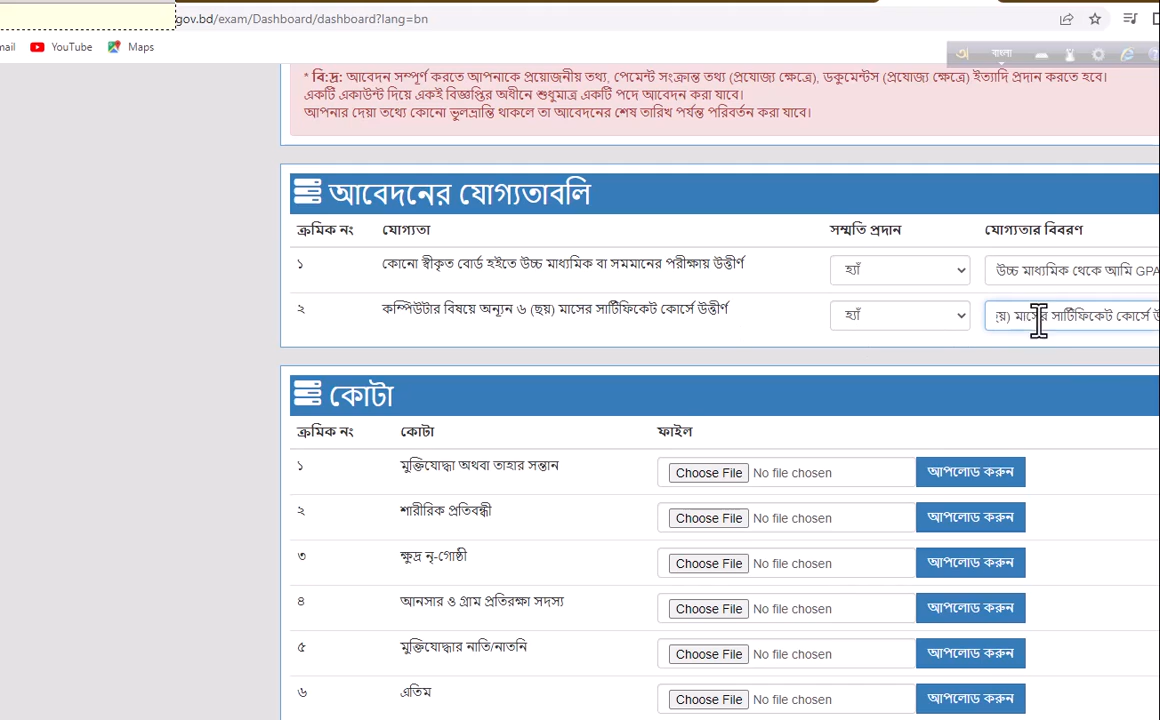 gov.bd/exam/Dashboard/dashboard?lang=bn
mail YouTube Maps
বাংলা
* বি:দ্র: আবেদন সম্পূর্ণ করতে আপনাকে প্রয়োজনীয় তথ্য, পেমেন্ট সংক্রান্ত তথ্য (প্রযোজ্য ক্ষেত্রে), ডকুমেন্টস (প্রযোজ্য ক্ষেত্রে) ইত্যাদি প্রদান করতে হবে।
একটি একাউন্ট দিয়ে একই বিজ্ঞপ্তির অধীনে শুধুমাত্র একটি পদে আবেদন করা যাবে।
আপনার দেয়া তথ্যে কোনো ভুলভ্রান্তি থাকলে তা আবেদনের শেষ তারিখ পর্যন্ত পরিবর্তন করা যাবে।
আবেদনের যোগ্যতাবলি
ক্রমিক নং যোগ্যতা সম্মতি প্রদান যোগ্যতার বিবরণ
১ কোনো স্বীকৃত বোর্ড হইতে উচ্চ মাধ্যমিক বা সমমানের পরীক্ষায় উত্তীর্ণ হ্যাঁ উচ্চ মাধ্যমিক থেকে আমি GPA
২ কম্পিউটার বিষয়ে অন্যূন ৬ (ছয়) মাসের সার্টিফিকেট কোর্সে উত্তীর্ণ হ্যাঁ ছয়) মাসের সার্টিফিকেট কোর্সে উ
কোটা
ক্রমিক নং কোটা ফাইল
১ মুক্তিযোদ্ধা অথবা তাহার সন্তান Choose File No file chosen আপলোড করুন
২ শারীরিক প্রতিবন্ধী Choose File No file chosen আপলোড করুন
৩ ক্ষুদ্র নৃ-গোষ্ঠী Choose File No file chosen আপলোড করুন
৪ আনসার ও গ্রাম প্রতিরক্ষা সদস্য Choose File No file chosen আপলোড করুন
৫ মুক্তিযোদ্ধার নাতি/নাতনি Choose File No file chosen আপলোড করুন
৬ এতিম Choose File No file chosen আপলোড করুন